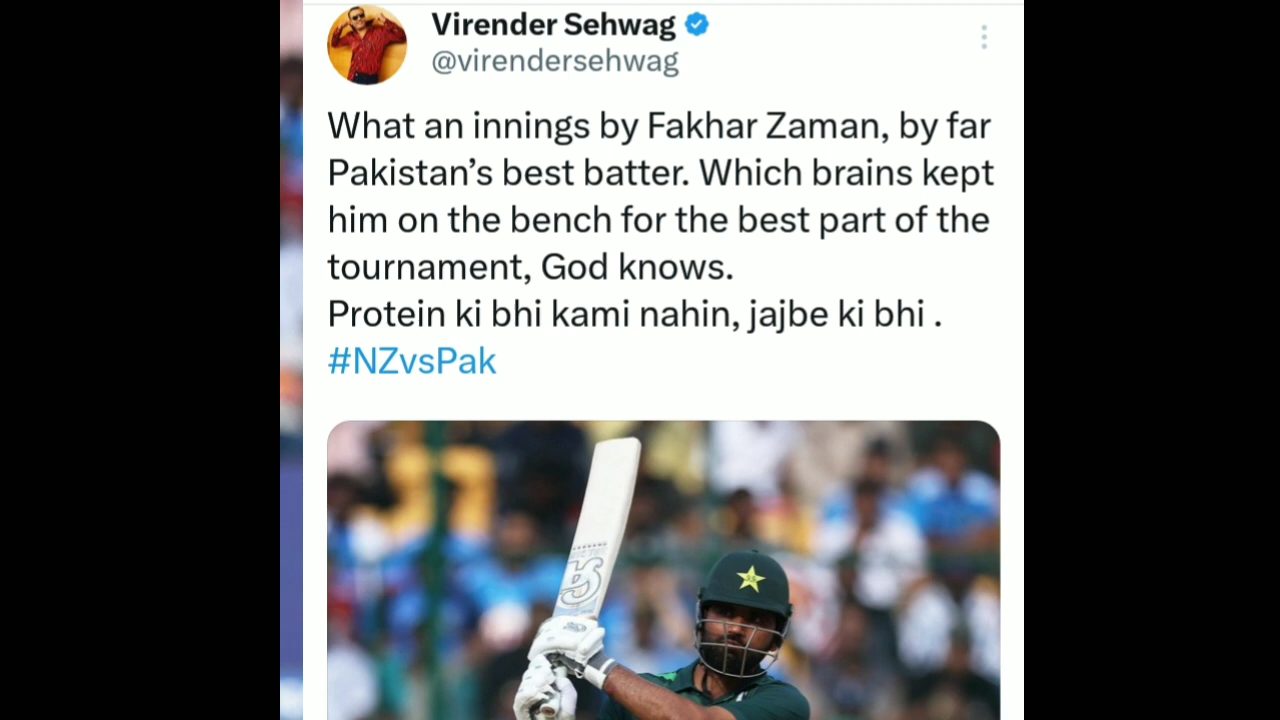 Virender Sehwag
@virendersehwag
What an innings by Fakhar Zaman, by far
Pakistan’s best batter. Which brains kept
him on the bench for the best part of the
tournament, God knows.
Protein ki bhi kami nahin, jajbe ki bhi .
#NZvsPak